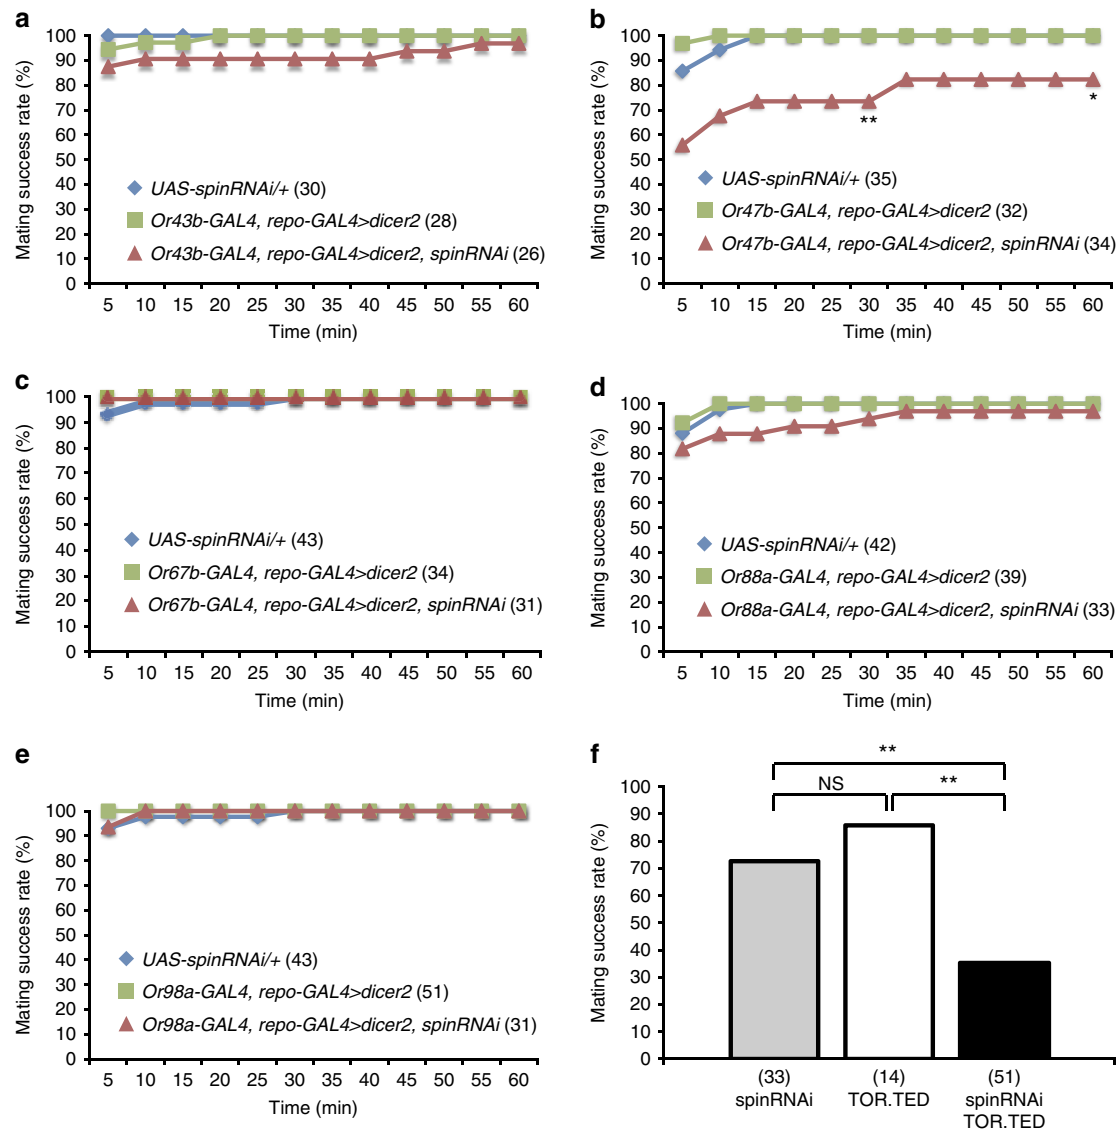 a
Mating success rate (%)
100
90
80
70
60
50
40
30
20
10
0
UAS-spinRNAi/+ (30)
Or43b-GAL4, repo-GAL4>dicer2 (28)
Or43b-GAL4, repo-GAL4>dicer2, spinRNAi (26)
5 10 15 20 25 30 35 40 45 50 55 60
Time (min)
b
Mating success rate (%)
100
90
80
70
60
50
40
30
20
10
0
**
*
UAS-spinRNAi/+ (35)
Or47b-GAL4, repo-GAL4>dicer2 (32)
Or47b-GAL4, repo-GAL4>dicer2, spinRNAi (34)
5 10 15 20 25 30 35 40 45 50 55 60
Time (min)
c
Mating success rate (%)
100
90
80
70
60
50
40
30
20
10
0
UAS-spinRNAi/+ (43)
Or67b-GAL4, repo-GAL4>dicer2 (34)
Or67b-GAL4, repo-GAL4>dicer2, spinRNAi (31)
5 10 15 20 25 30 35 40 45 50 55 60
Time (min)
d
Mating success rate (%)
100
90
80
70
60
50
40
30
20
10
0
UAS-spinRNAi/+ (42)
Or88a-GAL4, repo-GAL4>dicer2 (39)
Or88a-GAL4, repo-GAL4>dicer2, spinRNAi (33)
5 10 15 20 25 30 35 40 45 50 55 60
Time (min)
e
Mating success rate (%)
100
90
80
70
60
50
40
30
20
10
0
UAS-spinRNAi/+ (43)
Or98a-GAL4, repo-GAL4>dicer2 (51)
Or98a-GAL4, repo-GAL4>dicer2, spinRNAi (31)
5 10 15 20 25 30 35 40 45 50 55 60
Time (min)
f
Mating success rate (%)
100
90
80
70
60
50
40
30
20
10
0
**
NS **
(33) (14) (51)
spinRNAi TOR.TED spinRNAi
TOR.TED